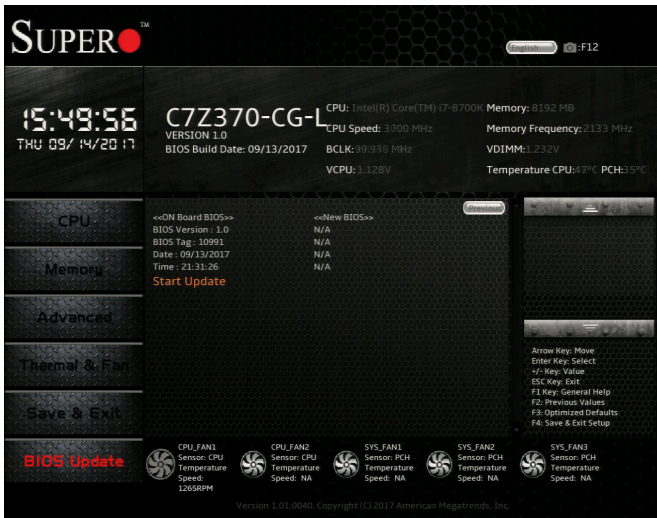 SUPER TM
English :F12
15:49:56
THU 09/ 14/20 17
C7Z370-CG-L
VERSION 1.0
BIOS Build Date: 09/13/2017
CPU: Intel(R) Core(TM) i7-8700K
CPU Speed: 3700 MHz
BCLK:
VCPU:1.128V
Memory: 8192 MB
Memory Frequency:2133 MHz
VDIMM:1.232V
Temperature CPU:47°C PCH:35°C
CPU
Memory
Advanced
Thermal & Fan
Save & Exit
BIOS Update
Previous
<<ON Board BIOS>> <<New BIOS>>
BIOS Version : 1.0 N/A
BIOS Tag : 10991 N/A
Date : 09/13/2017 N/A
Time : 21:31:26 N/A
Start Update
Arrow Key: Move
Enter Key: Select
+/- Key: Value
ESC Key: Exit
F1 Key: General Help
F2: Previous Values
F3: Optimized Defaults
F4: Save & Exit Setup
CPU_FAN1
Sensor: CPU
Temperature
Speed:
1265RPM
CPU_FAN2
Sensor: CPU
Temperature
Speed: NA
SYS_FAN1
Sensor: PCH
Temperature
Speed: NA
SYS_FAN2
Sensor: PCH
Temperature
Speed: NA
SYS_FAN3
Sensor: PCH
Temperature
Speed: NA
Version 1.01.0040. Copyright (C) 2017 American Megatrends, Inc.